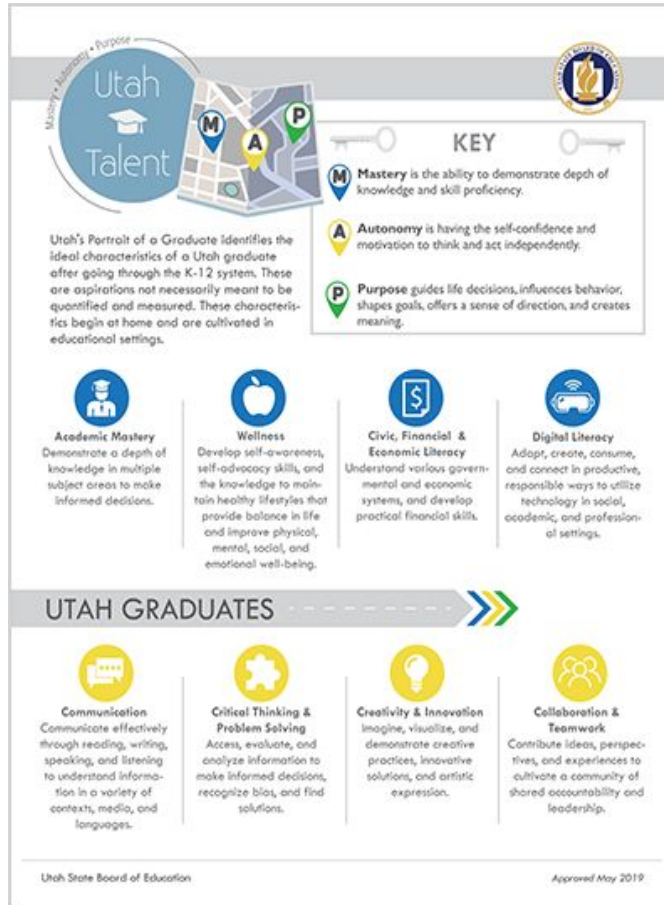 Mastery • Autonomy • Purpose
Utah
Talent
M
A
P
KEY
M Mastery is the ability to demonstrate depth of
knowledge and skill proficiency.
A Autonomy is having the self-confidence and
motivation to think and act independently.
P Purpose guides life decisions, influences behavior,
shapes goals, offers a sense of direction, and creates
meaning.
Utah's Portrait of a Graduate identifies the
ideal characteristics of a Utah graduate
after going through the K-12 system. These
are aspirations not necessarily meant to be
quantified and measured. These characteris-
tics begin at home and are cultivated in
educational settings.
Academic Mastery
Demonstrate a depth of
knowledge in multiple
subject areas to make
informed decisions.
Wellness
Develop self-awareness,
self-advocacy skills, and
the knowledge to main-
tain healthy lifestyles that
provide balance in life
and improve physical,
mental, social, and
emotional well-being.
$
Civic, Financial &
Economic Literacy
Understand various govern-
mental and economic
systems, and develop
practical financial skills.
Digital Literacy
Adopt, create, consume,
and connect in productive,
responsible ways to utilize
technology in social,
academic, and profession-
al settings.
UTAH GRADUATES
Communication
Communicate effectively
through reading, writing,
speaking, and listening
to understand informa-
tion in a variety of
contexts, media, and
languages.
Critical Thinking &
Problem Solving
Access, evaluate, and
analyze information to
make informed decisions,
recognize bias, and find
solutions.
Creativity & Innovation
Imagine, visualize, and
demonstrate creative
practices, innovative
solutions, and artistic
expression.
Collaboration &
Teamwork
Contribute ideas, perspec-
tives, and experiences to
cultivate a community of
shared accountability and
leadership.
Utah State Board of Education
Approved May 2019